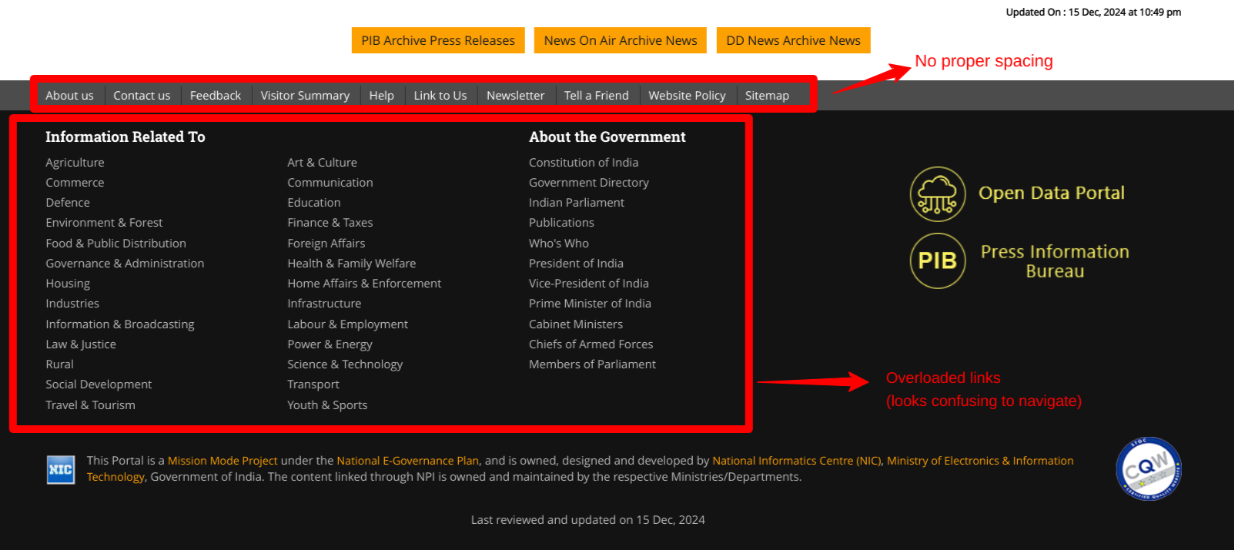 Updated On : 15 Dec, 2024 at 10:49 pm
PIB Archive Press Releases
News On Air Archive News
DD News Archive News
No proper spacing
About us
Contact us
Feedback
Visitor Summary
Help
Link to Us
Newsletter
Tell a Friend
Website Policy
Sitemap
Information Related To
Agriculture
Commerce
Defence
Environment & Forest
Food & Public Distribution
Governance & Administration
Housing
Industries
Information & Broadcasting
Law & Justice
Rural
Social Development
Travel & Tourism
Art & Culture
Communication
Education
Finance & Taxes
Foreign Affairs
Health & Family Welfare
Home Affairs & Enforcement
Infrastructure
Labour & Employment
Power & Energy
Science & Technology
Transport
Youth & Sports
About the Government
Constitution of India
Government Directory
Indian Parliament
Publications
Who's Who
President of India
Vice-President of India
Prime Minister of India
Cabinet Ministers
Chiefs of Armed Forces
Members of Parliament
Open Data Portal
PIB
Press Information
Bureau
Overloaded links
(looks confusing to navigate)
NIC
This Portal is a Mission Mode Project under the National E-Governance Plan, and is owned, designed and developed by National Informatics Centre (NIC), Ministry of Electronics & Information
Technology, Government of India. The content linked through NPI is owned and maintained by the respective Ministries/Departments.
STQC
CQW
Last reviewed and updated on 15 Dec, 2024